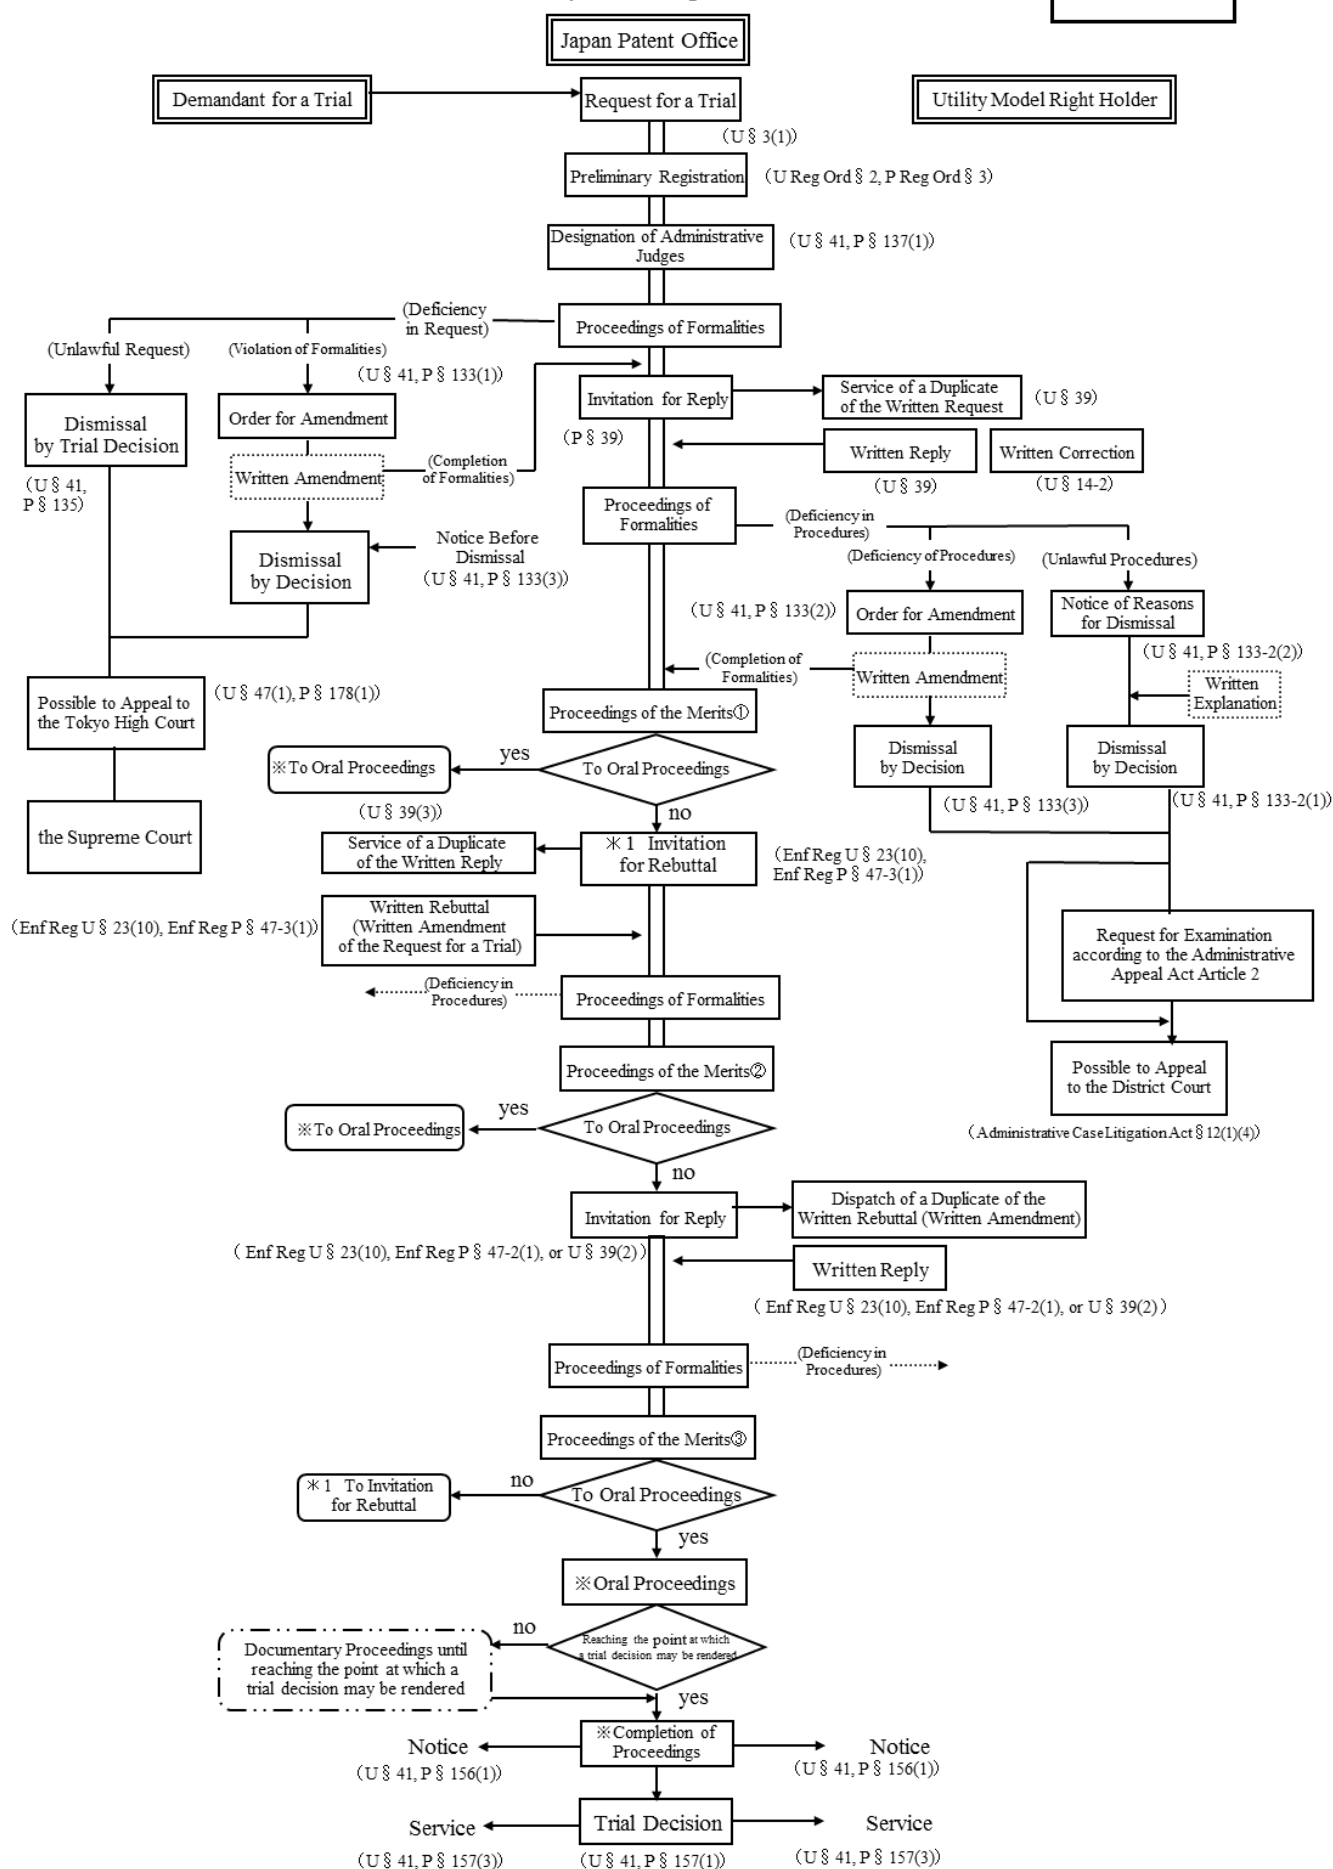 Japan Patent Office
Demandant for a Trial
Request for a Trial
Utility Model Right Holder
(U § 3(1))
Preliminary Registration
(U Reg Ord § 2, P Reg Ord § 3)
Designation of Administrative
Judges
(U § 41, P § 137(1))
(Deficiency
in Request)
Proceedings of Formalities
(Unlawful Request)
(Violation of Formalities)
(U § 41, P § 133(1))
Dismissal
by Trial Decision
Order for Amendment
Invitation for Reply
Service of a Duplicate
of the Written Request
(U § 39)
(P § 39)
Written Reply
Written Correction
(U § 39)
(U § 14-2)
(U § 41,
P § 135)
Written Amendment
(Completion
of Formalities)
Proceedings of
Formalities
(Deficiency in
Procedures)
Dismissal
by Decision
Notice Before
Dismissal
(U § 41, P § 133(3))
(Deficiency of Procedures)
(Unlawful Procedures)
(U § 41, P § 133(2))
Order for Amendment
Notice of Reasons
for Dismissal
(U § 41, P § 133-2(2))
(Completion of
Formalities)
Written Amendment
Written
Explanation
Possible to Appeal to
the Tokyo High Court
(U § 47(1), P § 178(1))
Proceedings of the Merits①
Dismissal
by Decision
Dismissal
by Decision
※To Oral Proceedings
yes
To Oral Proceedings
(U § 41, P § 133(3))
(U § 41, P § 133-2(1))
(U § 39(3))
no
the Supreme Court
Service of a Duplicate
of the Written Reply
＊1 Invitation
for Rebuttal
(Enf Reg U § 23(10),
Enf Reg P § 47-3(1))
(Enf Reg U § 23(10), Enf Reg P § 47-3(1))
Written Rebuttal
(Written Amendment
of the Request for a Trial)
Request for Examination
according to the Administrative
Appeal Act Article 2
(Deficiency in
Procedures)
Proceedings of Formalities
Proceedings of the Merits②
Possible to Appeal
to the District Court
(Administrative Case Litigation Act § 12(1)(4))
※To Oral Proceedings
yes
To Oral Proceedings
no
Invitation for Reply
Dispatch of a Duplicate of the
Written Rebuttal (Written Amendment)
(Enf Reg U § 23(10), Enf Reg P § 47-2(1), or U § 39(2))
Written Reply
(Enf Reg U § 23(10), Enf Reg P § 47-2(1), or U § 39(2))
Proceedings of Formalities
(Deficiency in
Procedures)
Proceedings of the Merits③
＊1 To Invitation
for Rebuttal
no
To Oral Proceedings
yes
※Oral Proceedings
no
Reaching the point at which
a trial decision may be rendered
Documentary Proceedings until
reaching the point at which a
trial decision may be rendered
yes
Notice
※Completion of
Proceedings
Notice
(U § 41, P § 156(1))
(U § 41, P § 156(1))
Service
Trial Decision
Service
(U § 41, P § 157(3))
(U § 41, P § 157(1))
(U § 41, P § 157(3))